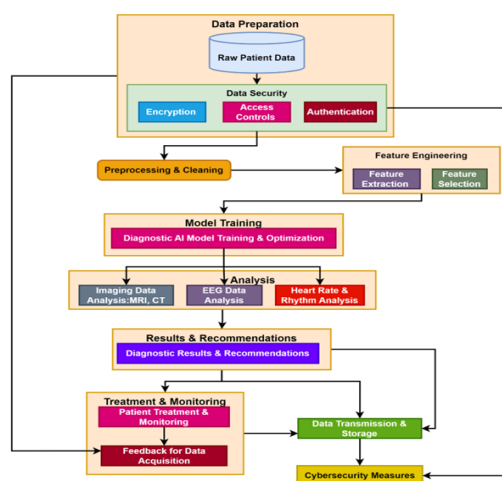 Data Preparation
Raw Patient Data
Data Security
Encryption
Access
Controls
Authentication
Preprocessing & Cleaning
Feature Engineering
Feature
Extraction
Feature
Selection
Model Training
Diagnostic AI Model Training & Optimization
Analysis
Imaging Data
Analysis:MRI, CT
EEG Data
Analysis
Heart Rate &
Rhythm Analysis
Results & Recommendations
Diagnostic Results & Recommendations
Treatment & Monitoring
Patient Treatment &
Monitoring
Feedback for Data
Acquisition
Data Transmission &
Storage
Cybersecurity Measures